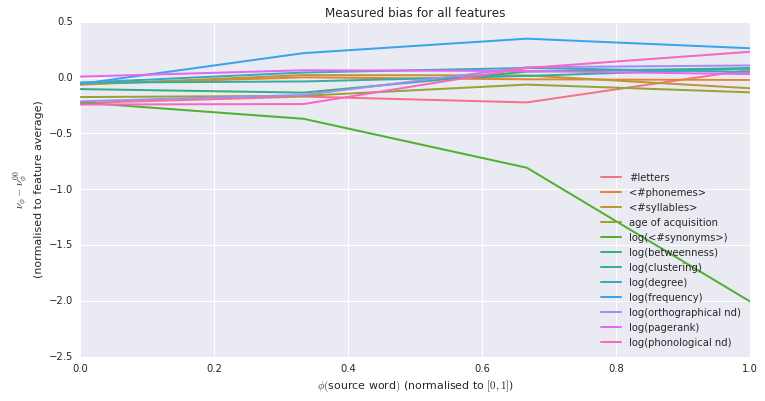 Measured bias for all features
0.5
0.0
−0.5
−1.0
−1.5
−2.0
−2.5
ν_ϕ − ν_ϕ^00
(normalised to feature average)
#letters
<#phonemes>
<#syllables>
age of acquisition
log(<#synonyms>)
log(betweenness)
log(clustering)
log(degree)
log(frequency)
log(orthographical nd)
log(pagerank)
log(phonological nd)
0.0 0.2 0.4 0.6 0.8 1.0
ϕ(source word) (normalised to [0, 1])